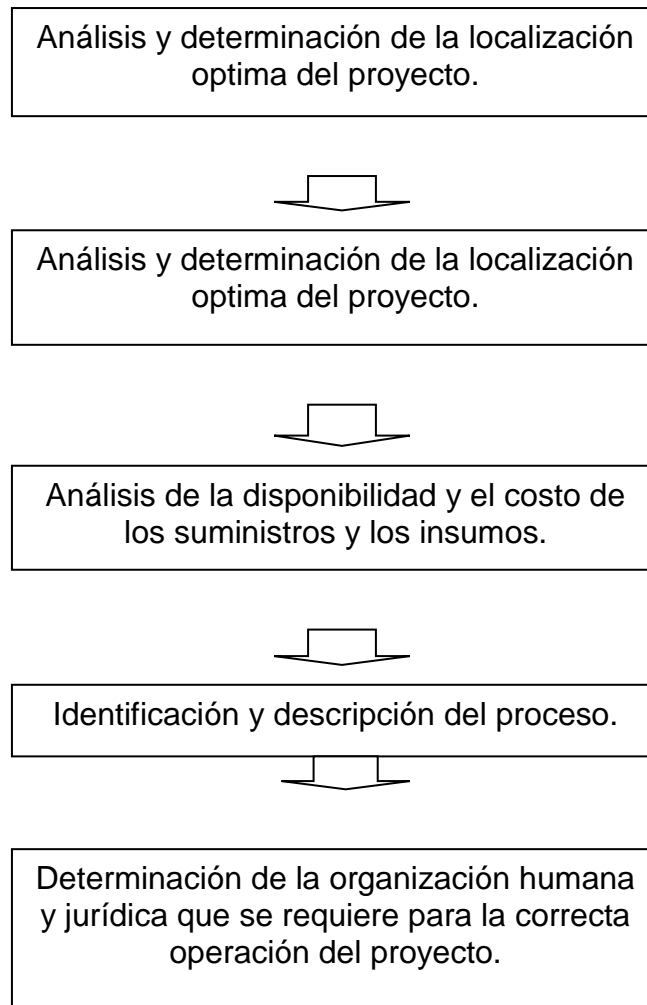 Análisis y determinación de la localización
optima del proyecto.
Análisis y determinación de la localización
optima del proyecto.
Análisis de la disponibilidad y el costo de
los suministros y los insumos.
Identificación y descripción del proceso.
Determinación de la organización humana
y jurídica que se requiere para la correcta
operación del proyecto.